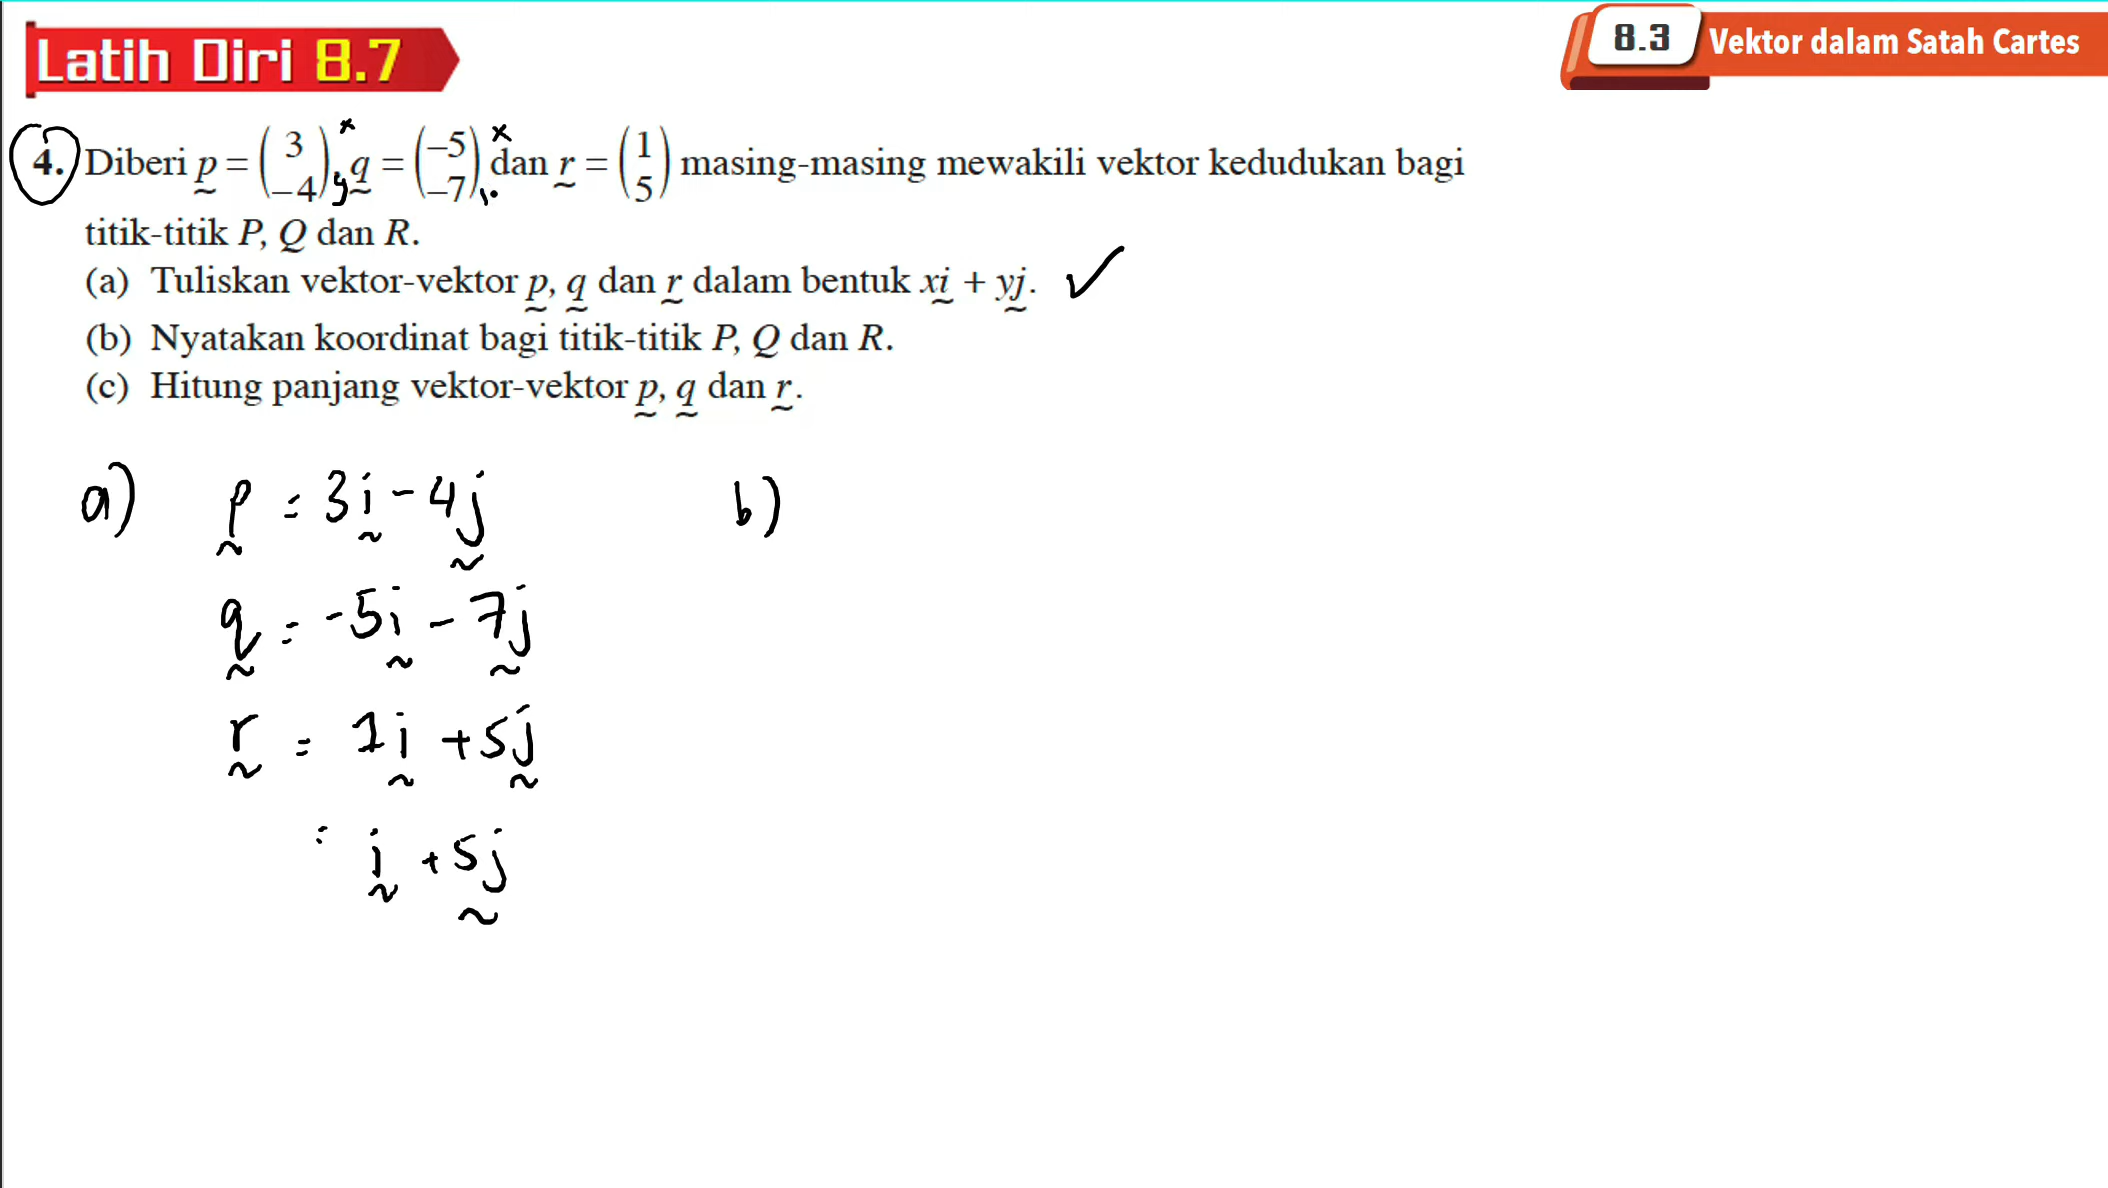 Latih Diri 8.7
8.3 Vektor dalam Satah Cartes
4. Diberi p = (3 −4) x y, q = (−5 −7) x dan r = (1 5) masing-masing mewakili vektor kedudukan bagi
titik-titik P, Q dan R.
(a) Tuliskan vektor-vektor p, q dan r dalam bentuk xi + yj. ✓
(b) Nyatakan koordinat bagi titik-titik P, Q dan R.
(c) Hitung panjang vektor-vektor p, q dan r.
a) p = 3i - 4j
b)
q = -5i - 7j
r = 1i + 5j
= i + 5j